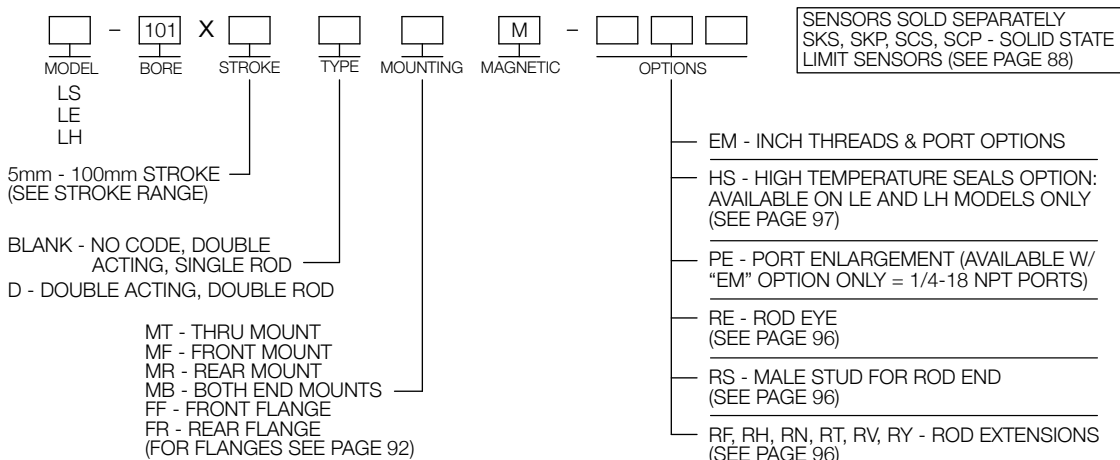 – 101 X M –
MODEL BORE STROKE TYPE MOUNTING MAGNETIC OPTIONS
LS
LE
LH
SENSORS SOLD SEPARATELY
SKS, SKP, SCS, SCP - SOLID STATE
LIMIT SENSORS (SEE PAGE 88)
5mm - 100mm STROKE
(SEE STROKE RANGE)
BLANK - NO CODE, DOUBLE
ACTING, SINGLE ROD
D - DOUBLE ACTING, DOUBLE ROD
MT - THRU MOUNT
MF - FRONT MOUNT
MR - REAR MOUNT
MB - BOTH END MOUNTS
FF - FRONT FLANGE
FR - REAR FLANGE
(FOR FLANGES SEE PAGE 92)
EM - INCH THREADS & PORT OPTIONS
HS - HIGH TEMPERATURE SEALS OPTION:
AVAILABLE ON LE AND LH MODELS ONLY
(SEE PAGE 97)
PE - PORT ENLARGEMENT (AVAILABLE W/
“EM” OPTION ONLY = 1/4-18 NPT PORTS)
RE - ROD EYE
(SEE PAGE 96)
RS - MALE STUD FOR ROD END
(SEE PAGE 96)
RF, RH, RN, RT, RV, RY - ROD EXTENSIONS
(SEE PAGE 96)